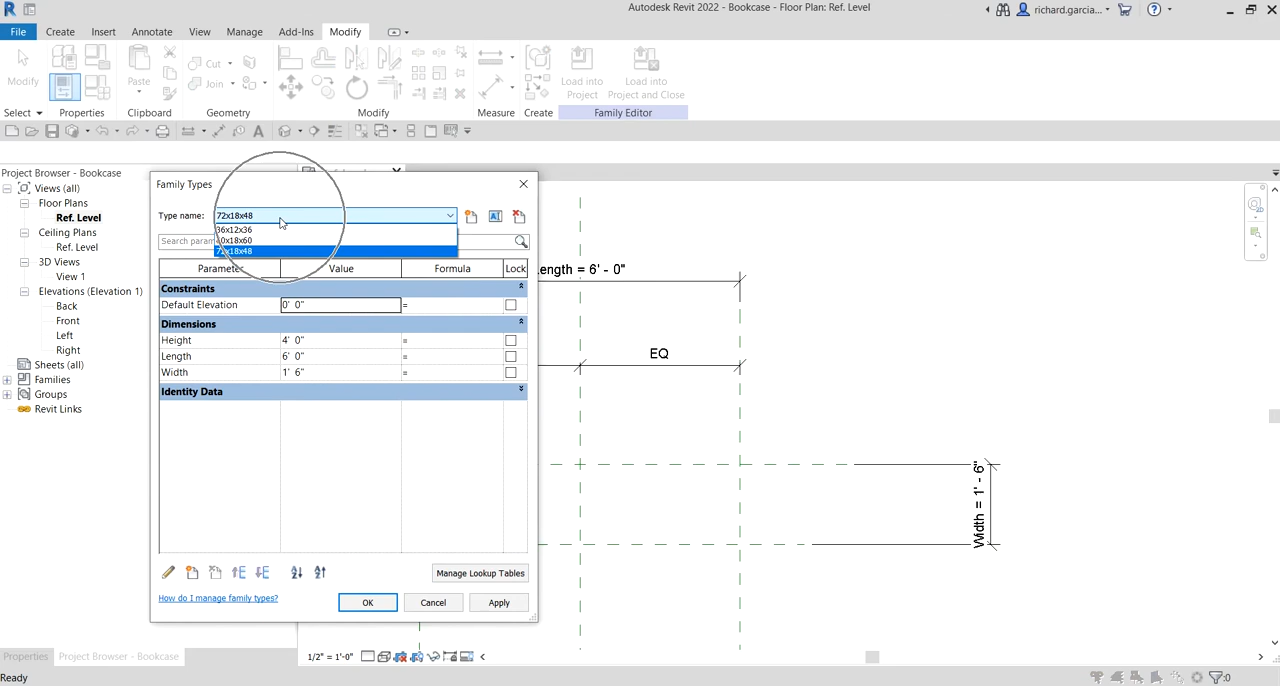 Autodesk Revit 2022 - Bookcase - Floor Plan: Ref. Level
richard.garcia...
File Create Insert Annotate View Manage Add-Ins Modify
Modify
Paste
Cut
Join
Load into Project
Load into Project and Close
Select Properties Clipboard Geometry Modify Measure Create Family Editor
Project Browser - Bookcase
Views (all)
Floor Plans
Ref. Level
Ceiling Plans
Ref. Level
3D Views
View 1
Elevations (Elevation 1)
Back
Front
Left
Right
Sheets (all)
Families
Groups
Revit Links
Properties Project Browser - Bookcase
Family Types
Type name: 72x18x48
36x12x36
0x18x60
72x18x48
Search param
Parameter Value Formula Lock
Constraints
Default Elevation 0' 0" =
Dimensions
Height 4' 0" =
Length 6' 0" =
Width 1' 6" =
Identity Data
Manage Lookup Tables
How do I manage family types?
OK Cancel Apply
ength = 6' - 0"
EQ
Width = 1' - 6"
1/2" = 1'-0"
Ready
:0